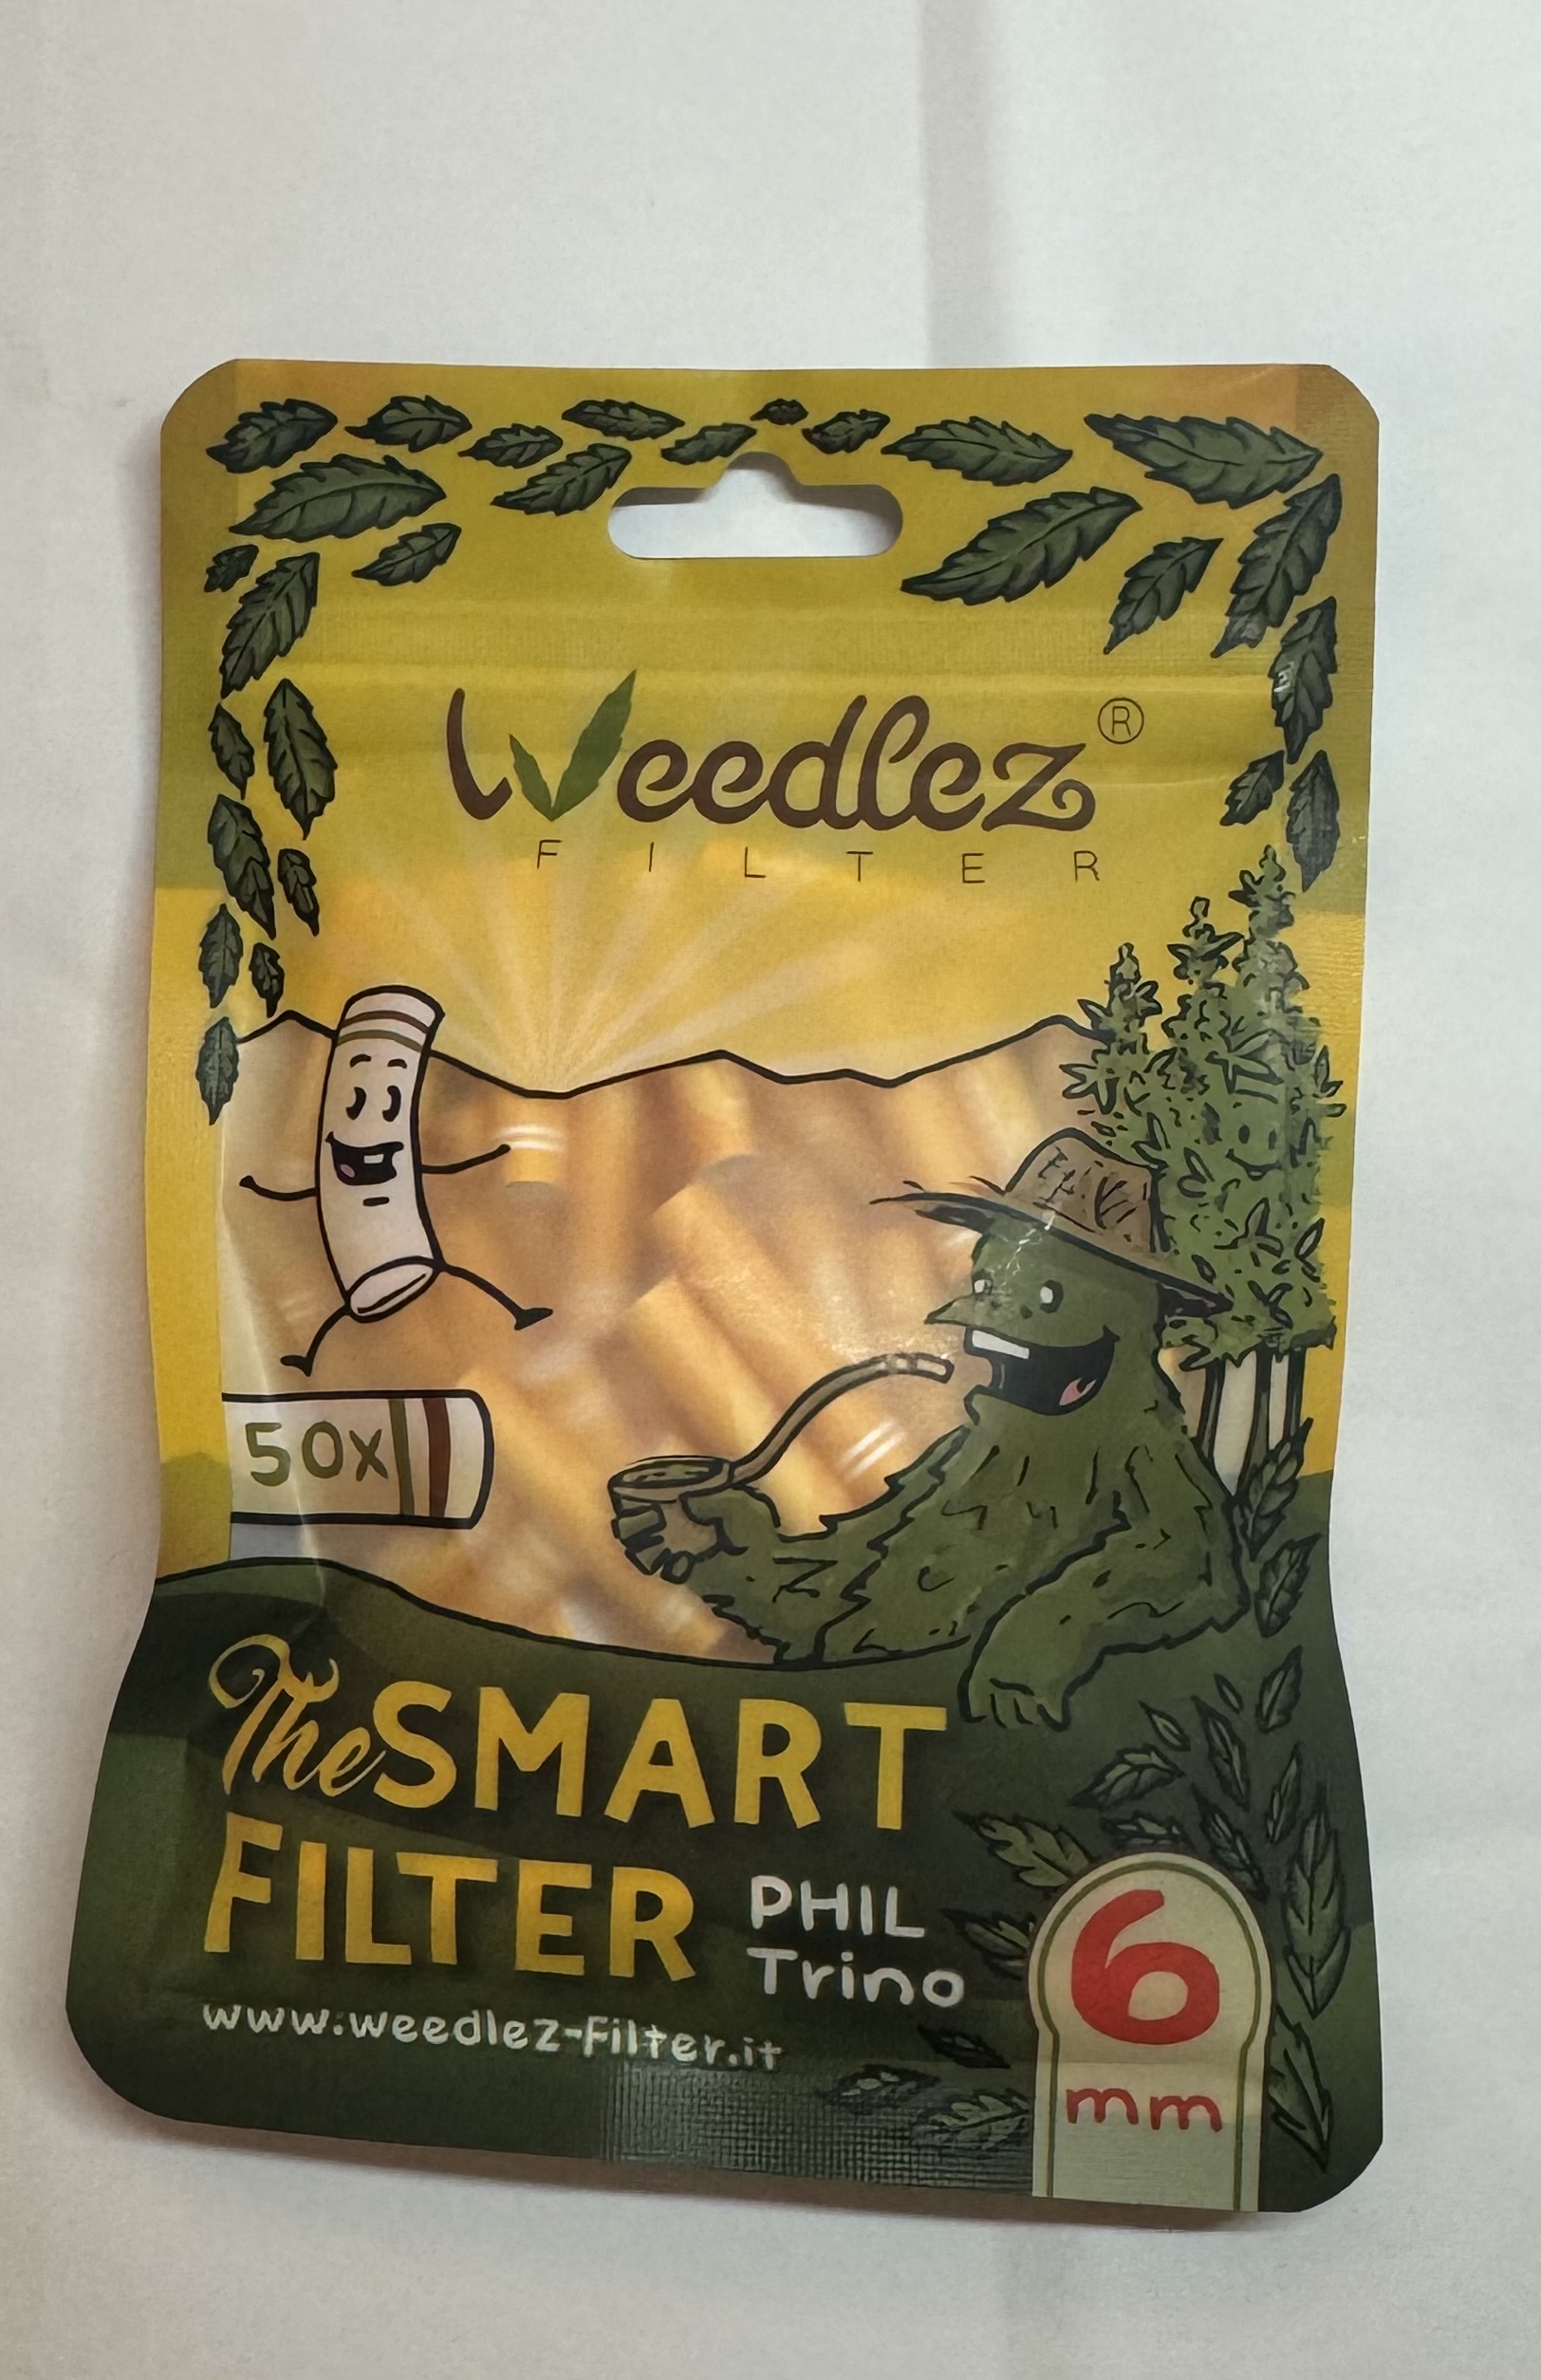 Weedlez®
FILTER
50x
The SMART
FILTER
PHIL
Trino
www.weedlez-Filter.it
6
mm